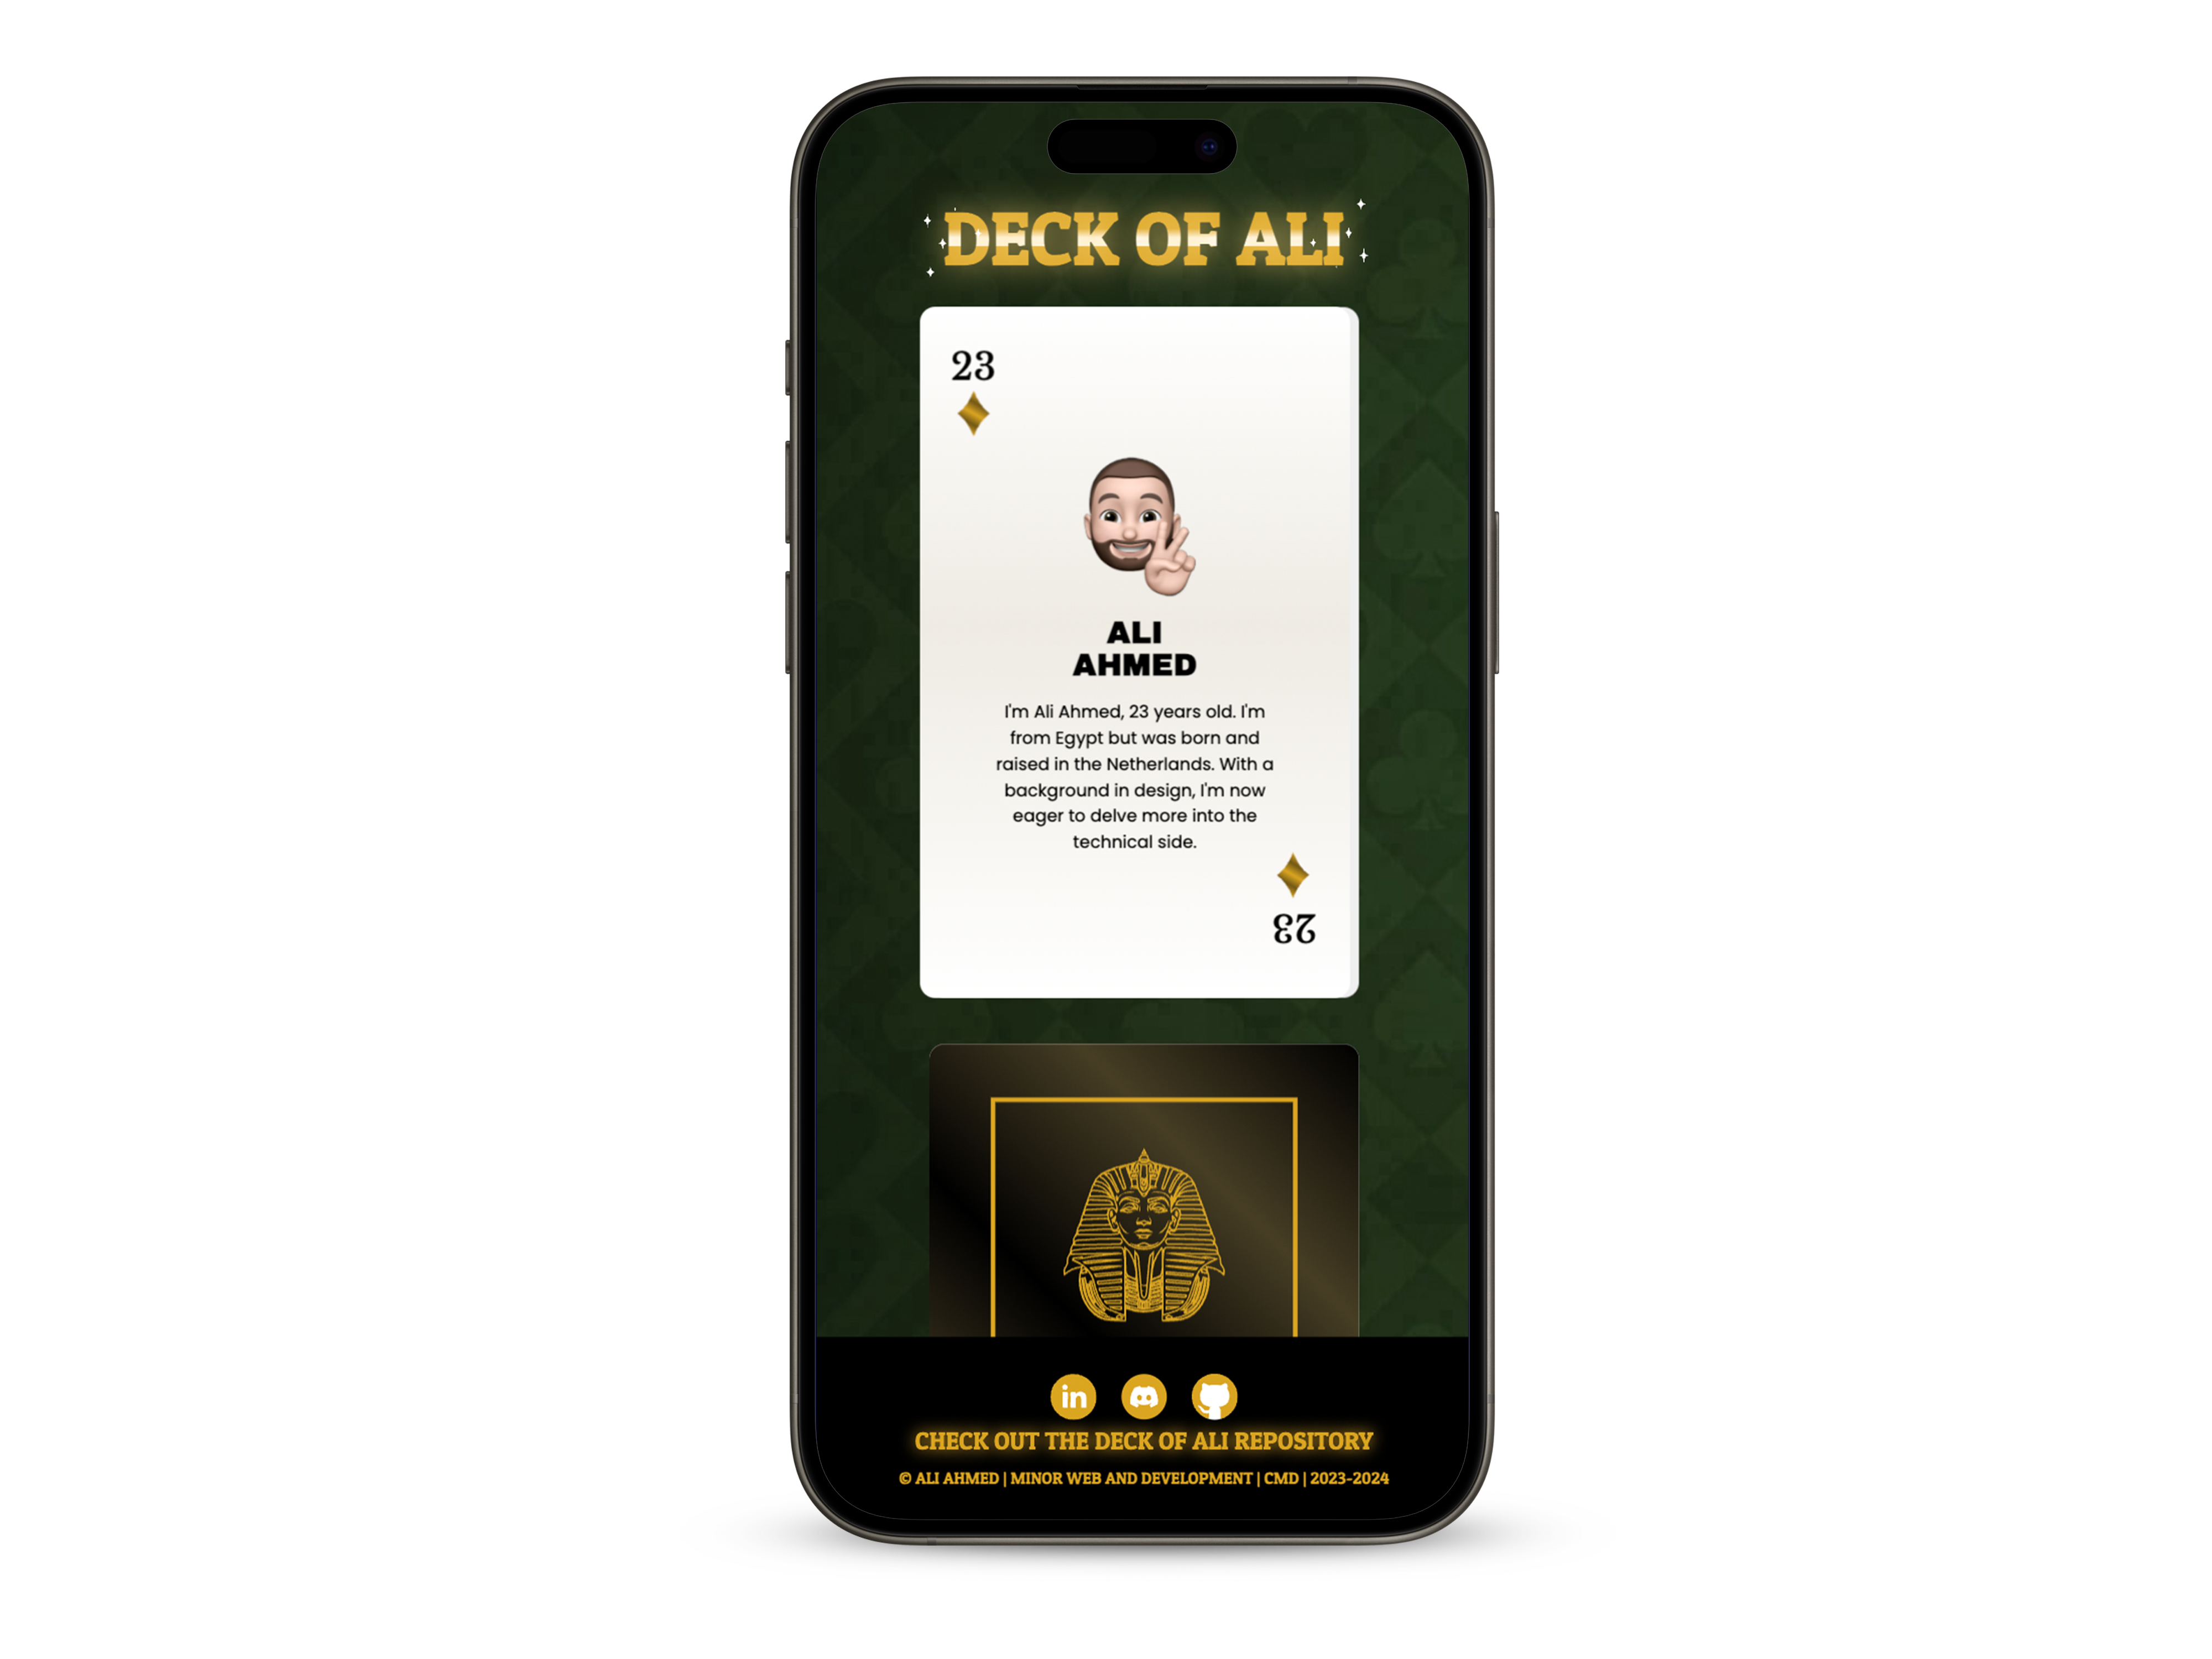 DECK OF ALI
23
ALI
AHMED
I'm Ali Ahmed, 23 years old. I'm
from Egypt but was born and
raised in the Netherlands. With a
background in design, I'm now
eager to delve more into the
technical side.
23
in
CHECK OUT THE DECK OF ALI REPOSITORY
© ALI AHMED | MINOR WEB AND DEVELOPMENT | CMD | 2023-2024